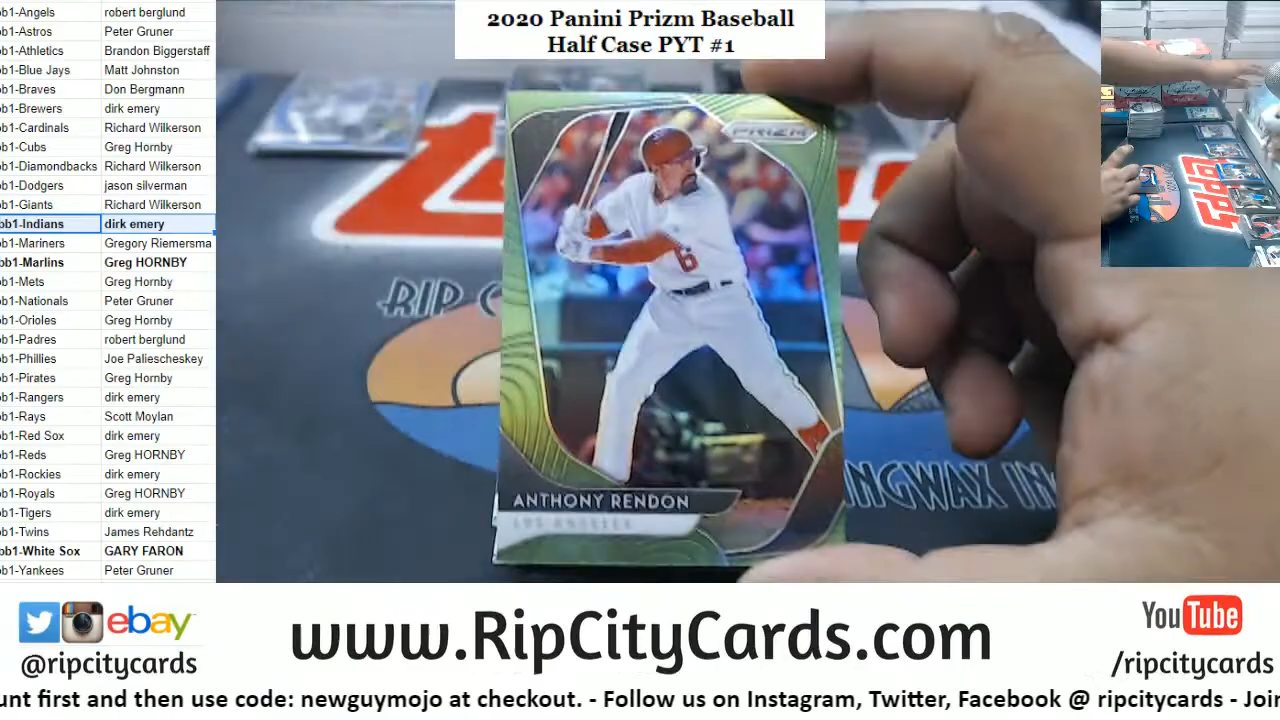 2020 Panini Prizm Baseball
Half Case PYT #1
bb1-Angels robert berglund
bb1-Astros Peter Gruner
bb1-Athletics Brandon Biggerstaff
bb1-Blue Jays Matt Johnston
bb1-Braves Don Bergmann
bb1-Brewers dirk emery
bb1-Cardinals Richard Wilkerson
bb1-Cubs Greg Hornby
bb1-Diamondbacks Richard Wilkerson
bb1-Dodgers jason silverman
bb1-Giants Richard Wilkerson
bb1-Indians dirk emery
bb1-Mariners Gregory Riemersma
bb1-Marlins Greg HORNBY
bb1-Mets Greg Hornby
bb1-Nationals Peter Gruner
bb1-Orioles Greg Hornby
bb1-Padres robert berglund
bb1-Phillies Joe Paliescheskey
bb1-Pirates Greg Hornby
bb1-Rangers dirk emery
bb1-Rays Scott Moylan
bb1-Red Sox dirk emery
bb1-Reds Greg HORNBY
bb1-Rockies dirk emery
bb1-Royals Greg HORNBY
bb1-Tigers dirk emery
bb1-Twins James Rehdantz
bb1-White Sox GARY FARON
bb1-Yankees Peter Gruner
PRIZM
6
ANTHONY RENDON
LOS ANGELES
RIP C
INGWAX IN
Topps
ebay
@ripcitycards
www.RipCityCards.com
YouTube
/ripcitycards
unt first and then use code: newguymojo at checkout. - Follow us on Instagram, Twitter, Facebook @ ripcitycards - Join